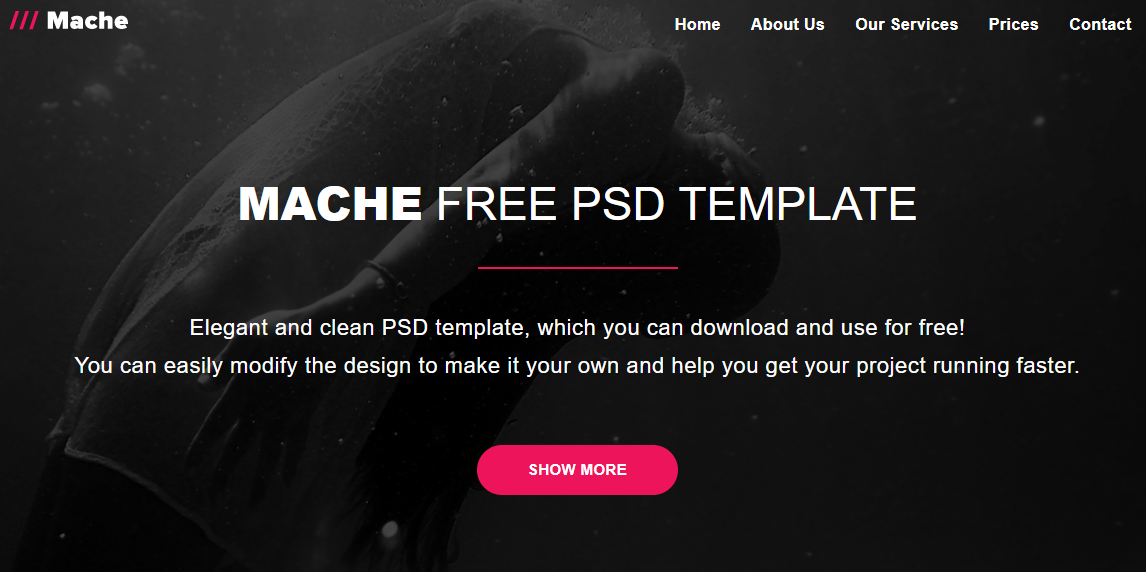 /// Mache
Home About Us Our Services Prices Contact
MACHE FREE PSD TEMPLATE
Elegant and clean PSD template, which you can download and use for free!
You can easily modify the design to make it your own and help you get your project running faster.
SHOW MORE